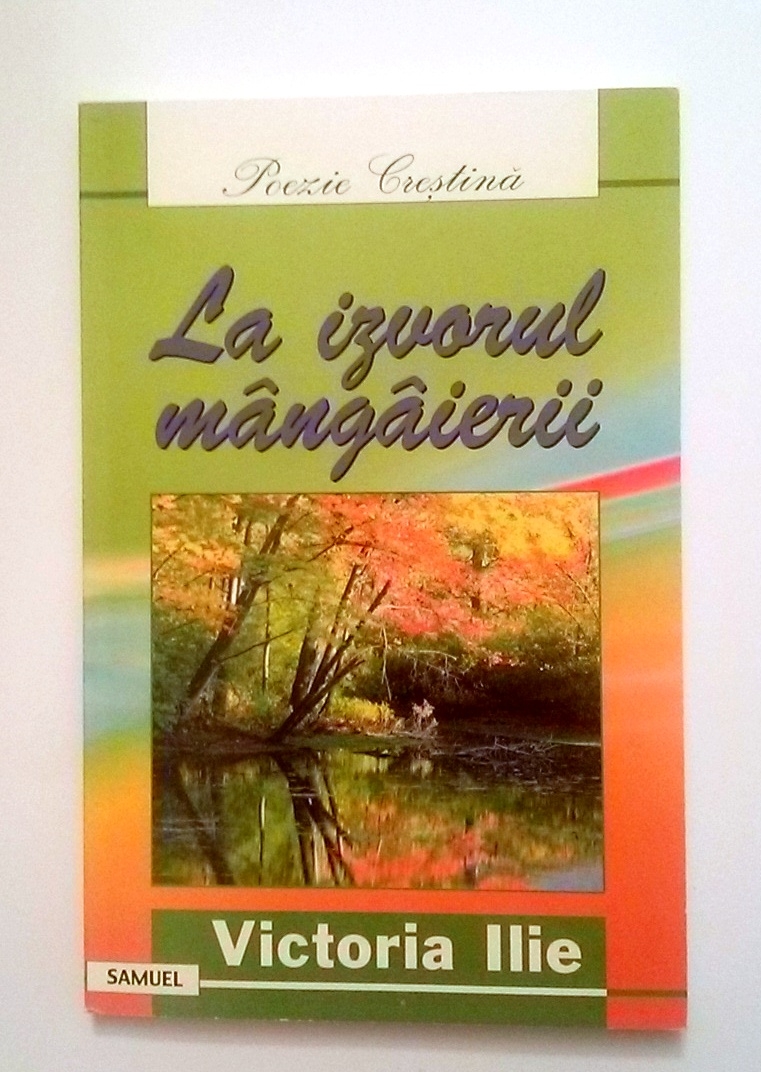 Poezie Creștină
La izvorul
mângâierii
Victoria Ilie
SAMUEL